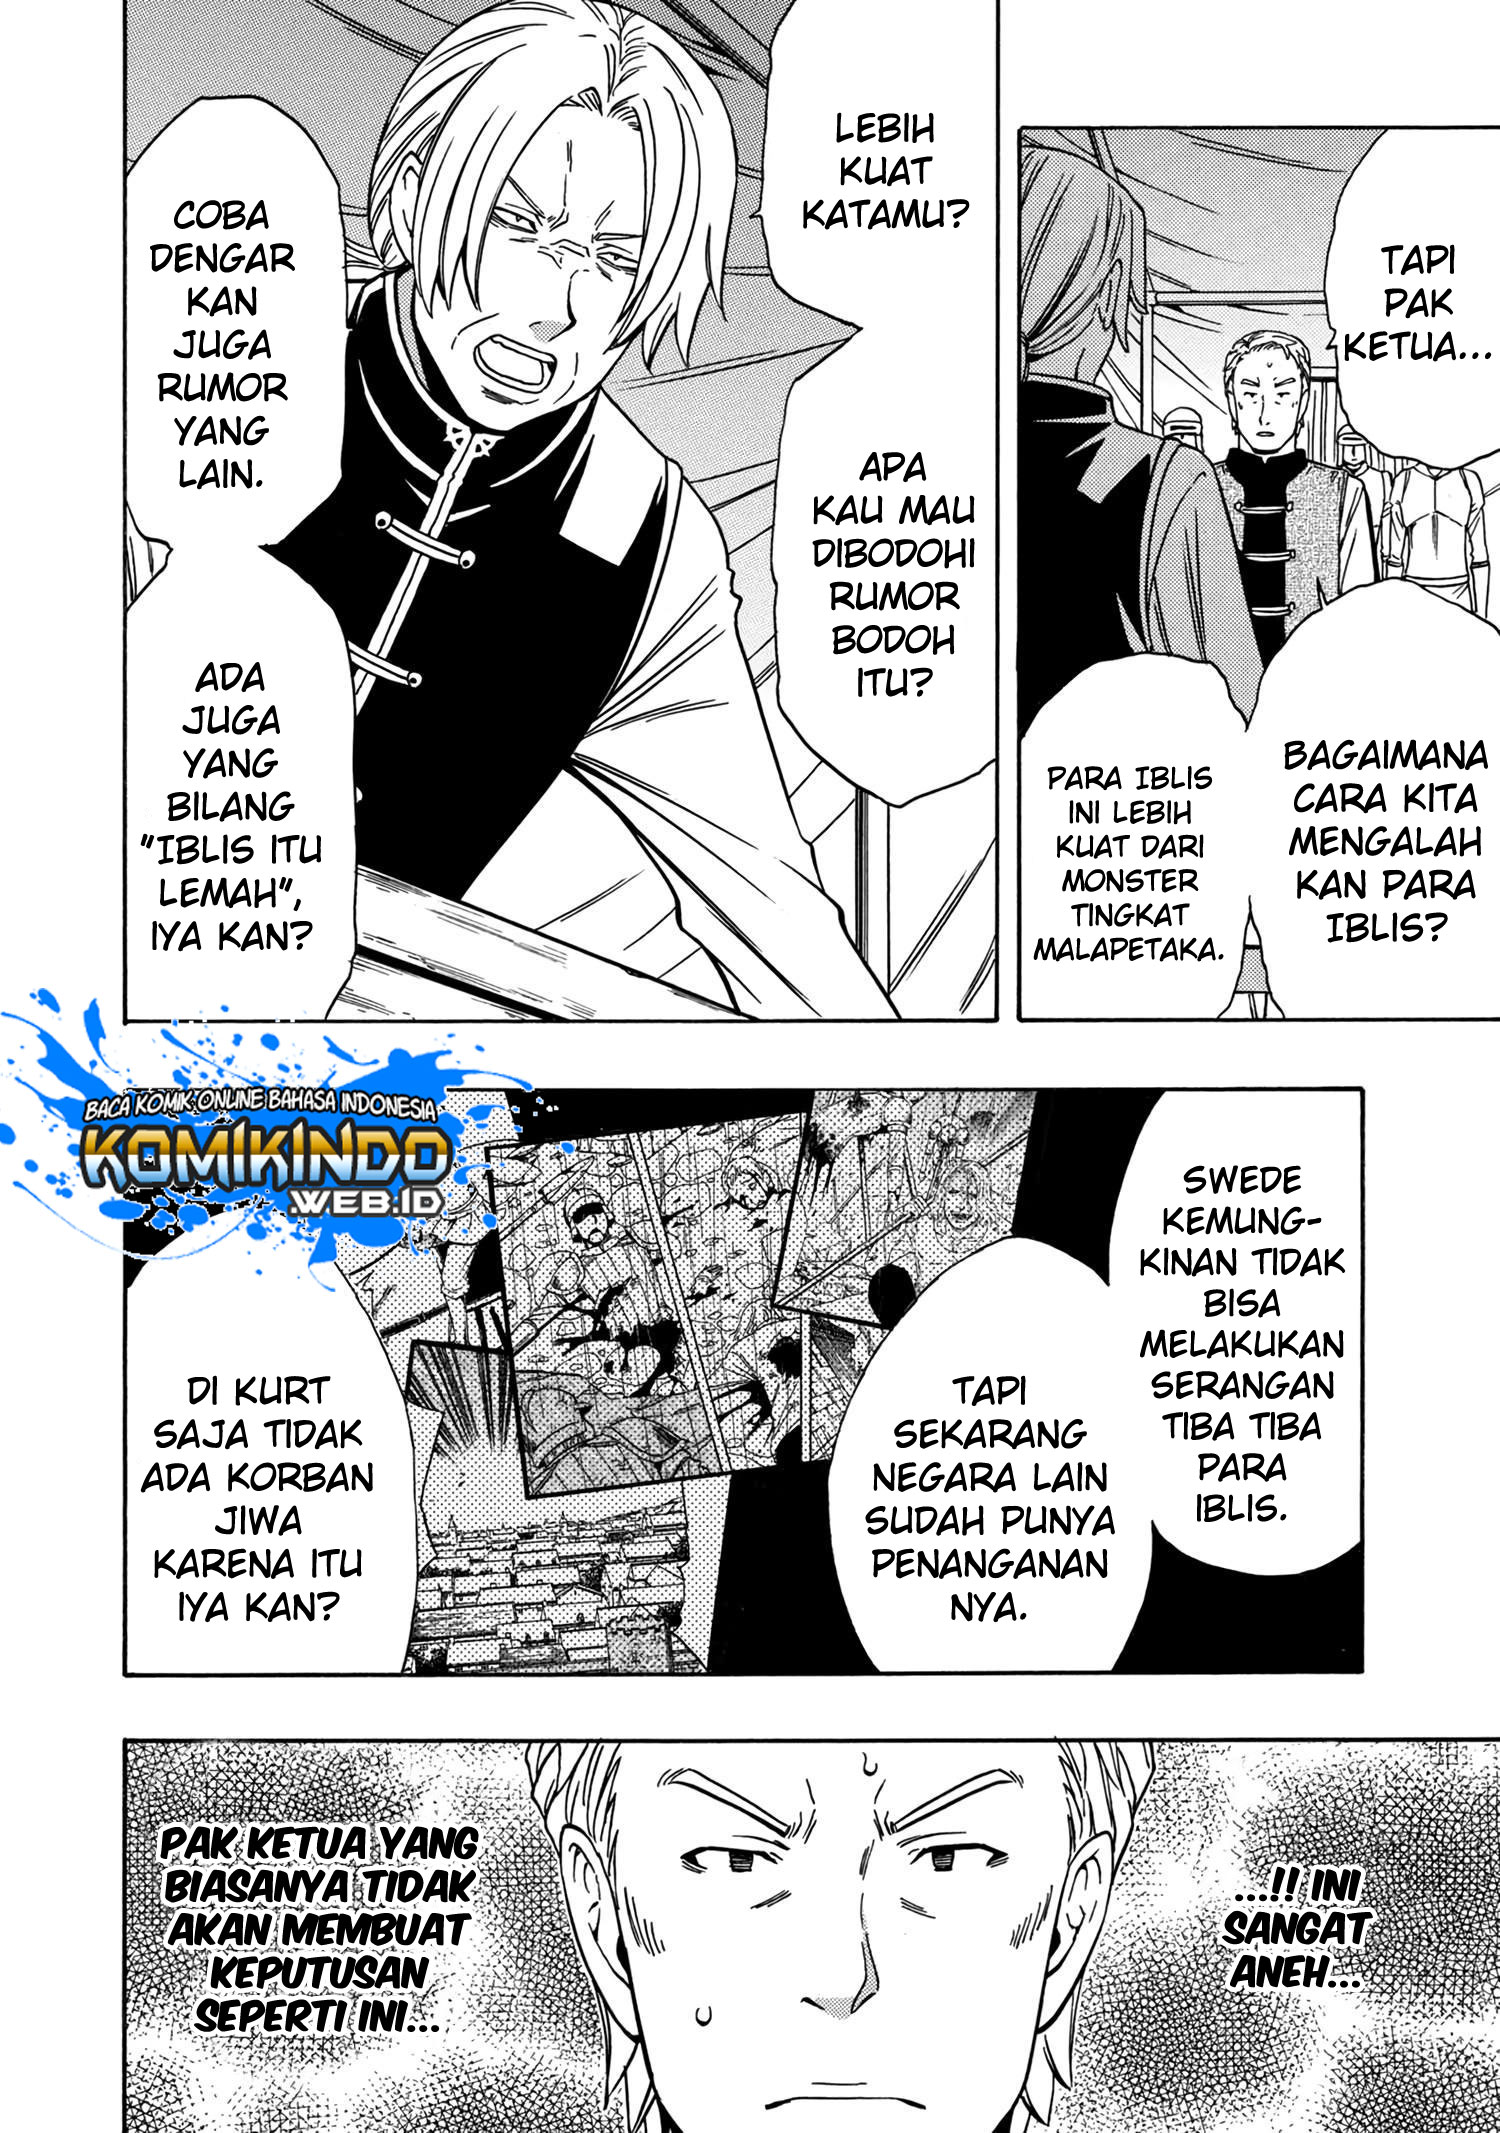 TAPI
PAK
KETUA...
BAGAIMANA
CARA KITA
MENGALAH
KAN PARA
IBLIS?
PARA IBLIS
INI LEBIH
KUAT DARI
MONSTER
TINGKAT
MALAPETAKA.
LEBIH
KUAT
KATAMU?
APA
KAU MAU
DIBODOHI
RUMOR
BODOH
ITU?
COBA
DENGAR
KAN
JUGA
RUMOR
YANG
LAIN.
ADA
JUGA
YANG
BILANG
"IBLIS ITU
LEMAH",
IYA KAN?
BACA KOMIK ONLINE BAHASA INDONESIA
KOMIKINDO
.WEB.ID
SWEDE
KEMUNG-
KINAN TIDAK
BISA
MELAKUKAN
SERANGAN
TIBA TIBA
PARA
IBLIS.
TAPI
SEKARANG
NEGARA LAIN
SUDAH PUNYA
PENANGANAN
NYA.
DI KURT
SAJA TIDAK
ADA KORBAN
JIWA
KARENA ITU
IYA KAN?
...!! INI
SANGAT
ANEH...
PAK KETUA YANG
BIASANYA TIDAK
AKAN MEMBUAT
KEPUTUSAN
SEPERTI INI...